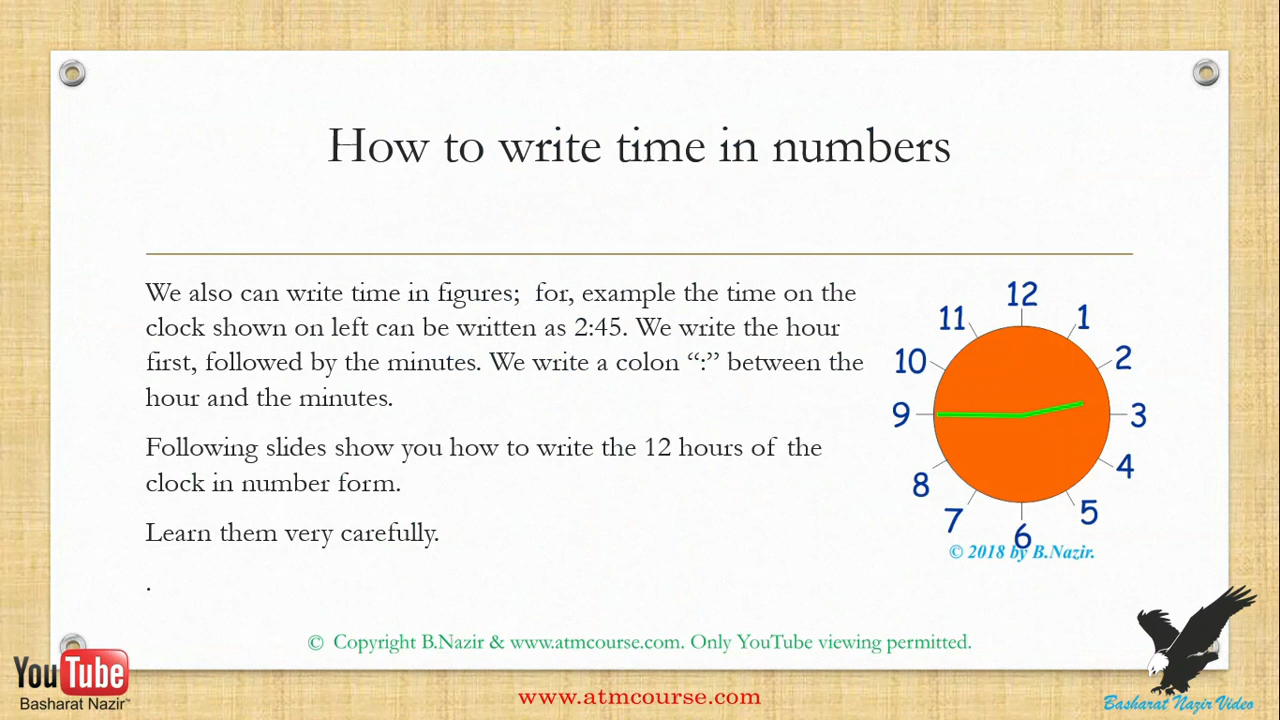 How to write time in numbers
We also can write time in figures;  for, example the time on the
clock shown on left can be written as 2:45. We write the hour
first, followed by the minutes. We write a colon “:” between the
hour and the minutes.
Following slides show you how to write the 12 hours of the
clock in number form.
Learn them very carefully.
.
12
11
1
10
2
9
3
8
4
7
5
6
© 2018 by B.Nazir.
© Copyright B.Nazir & www.atmcourse.com. Only YouTube viewing permitted.
YouTube
Basharat Nazir™
www.atmcourse.com
Basharat Nazir Video